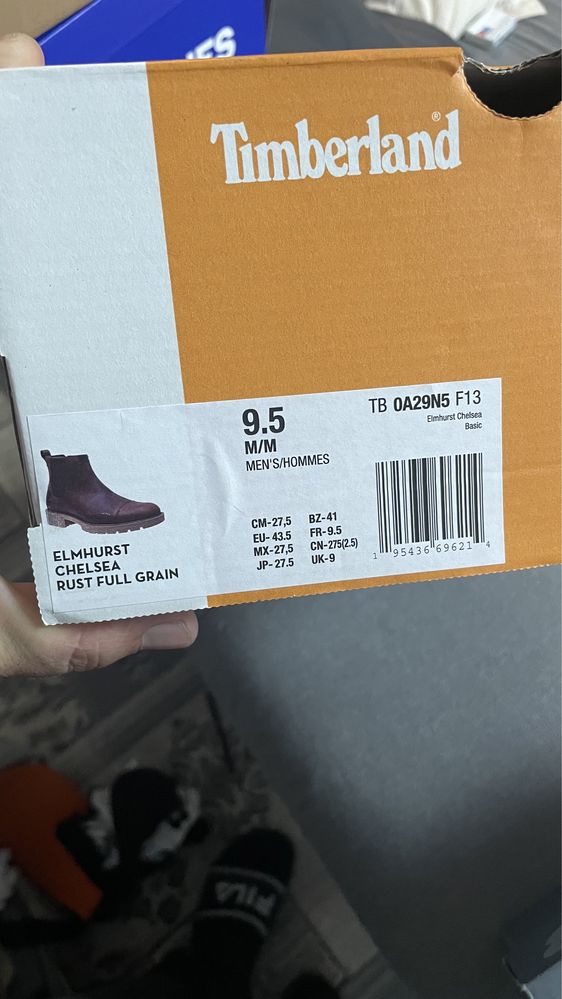 Timberland®
9.5
M/M
MEN'S/HOMMES
TB 0A29N5 F13
Elmhurst Chelsea
Basic
CM-27,5 BZ-41
EU- 43.5 FR-9.5
MX-27,5 CN-275(2.5)
JP- 27.5 UK-9
1 95436 69621 4
ELMHURST
CHELSEA
RUST FULL GRAIN
FILA